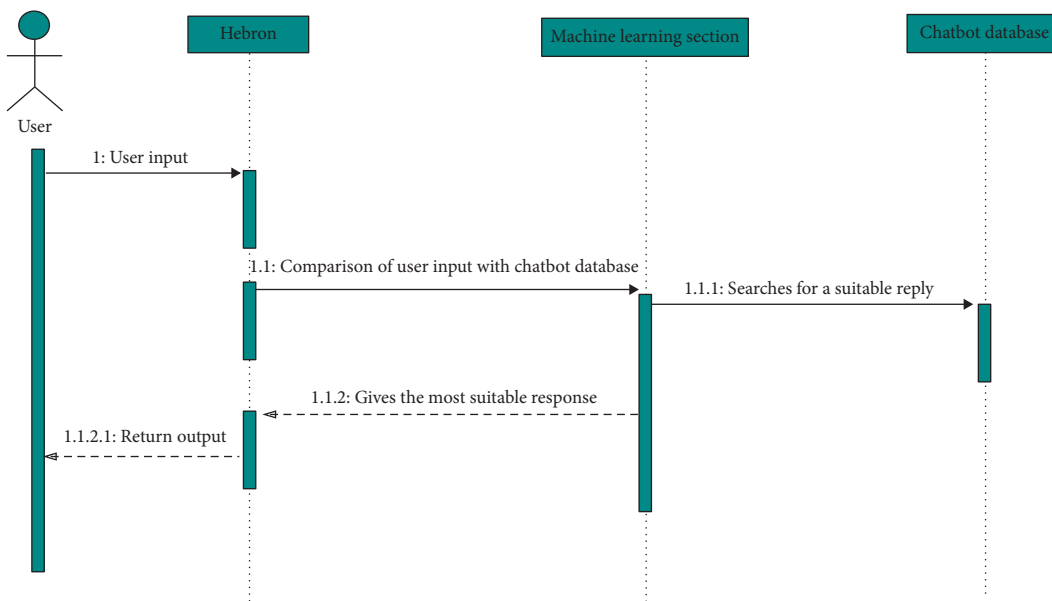 Hebron
Machine learning section
Chatbot database
User
1: User input
1.1: Comparison of user input with chatbot database
1.1.1: Searches for a suitable reply
1.1.2: Gives the most suitable response
1.1.2.1: Return output